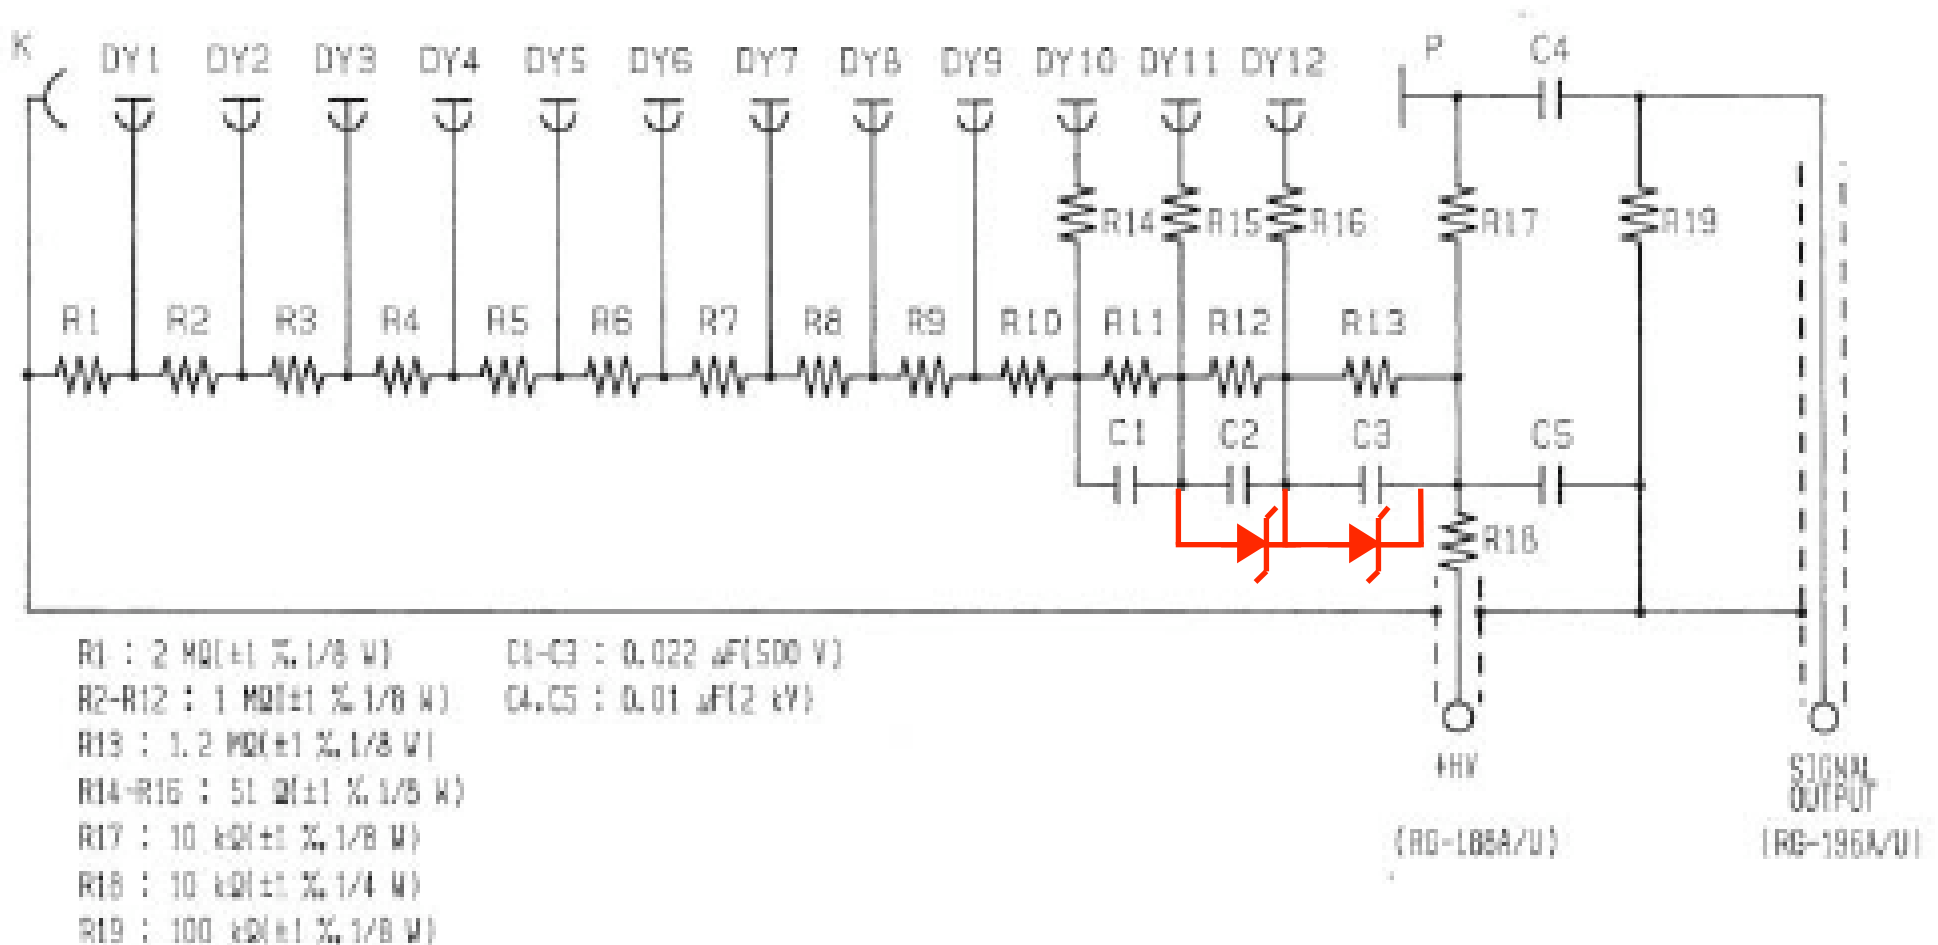 K DY1 DY2 DY3 DY4 DY5 DY6 DY7 DY8 DY9 DY10 DY11 DY12 P C4
R14 R15 R16 R17 R19
R1 R2 R3 R4 R5 R6 R7 R8 R9 R10 R11 R12 R13
C1 C2 C3 C5
R18
R1 : 2 MΩ(±1 %, 1/8 W)
C1-C3 : 0.022 µF(500 V)
R2-R12 : 1 MΩ(±1 %, 1/8 W)
C4,C5 : 0.01 µF(2 kV)
R13 : 1.2 MΩ(±1 %, 1/8 W)
R14-R16 : 51 Ω(±1 %, 1/8 W)
R17 : 10 kΩ(±1 %, 1/8 W)
R18 : 10 kΩ(±1 %, 1/4 W)
R19 : 100 kΩ(±1 %, 1/8 W)
+HV
(RG-188A/U)
SIGNAL
OUTPUT
(RG-196A/U)